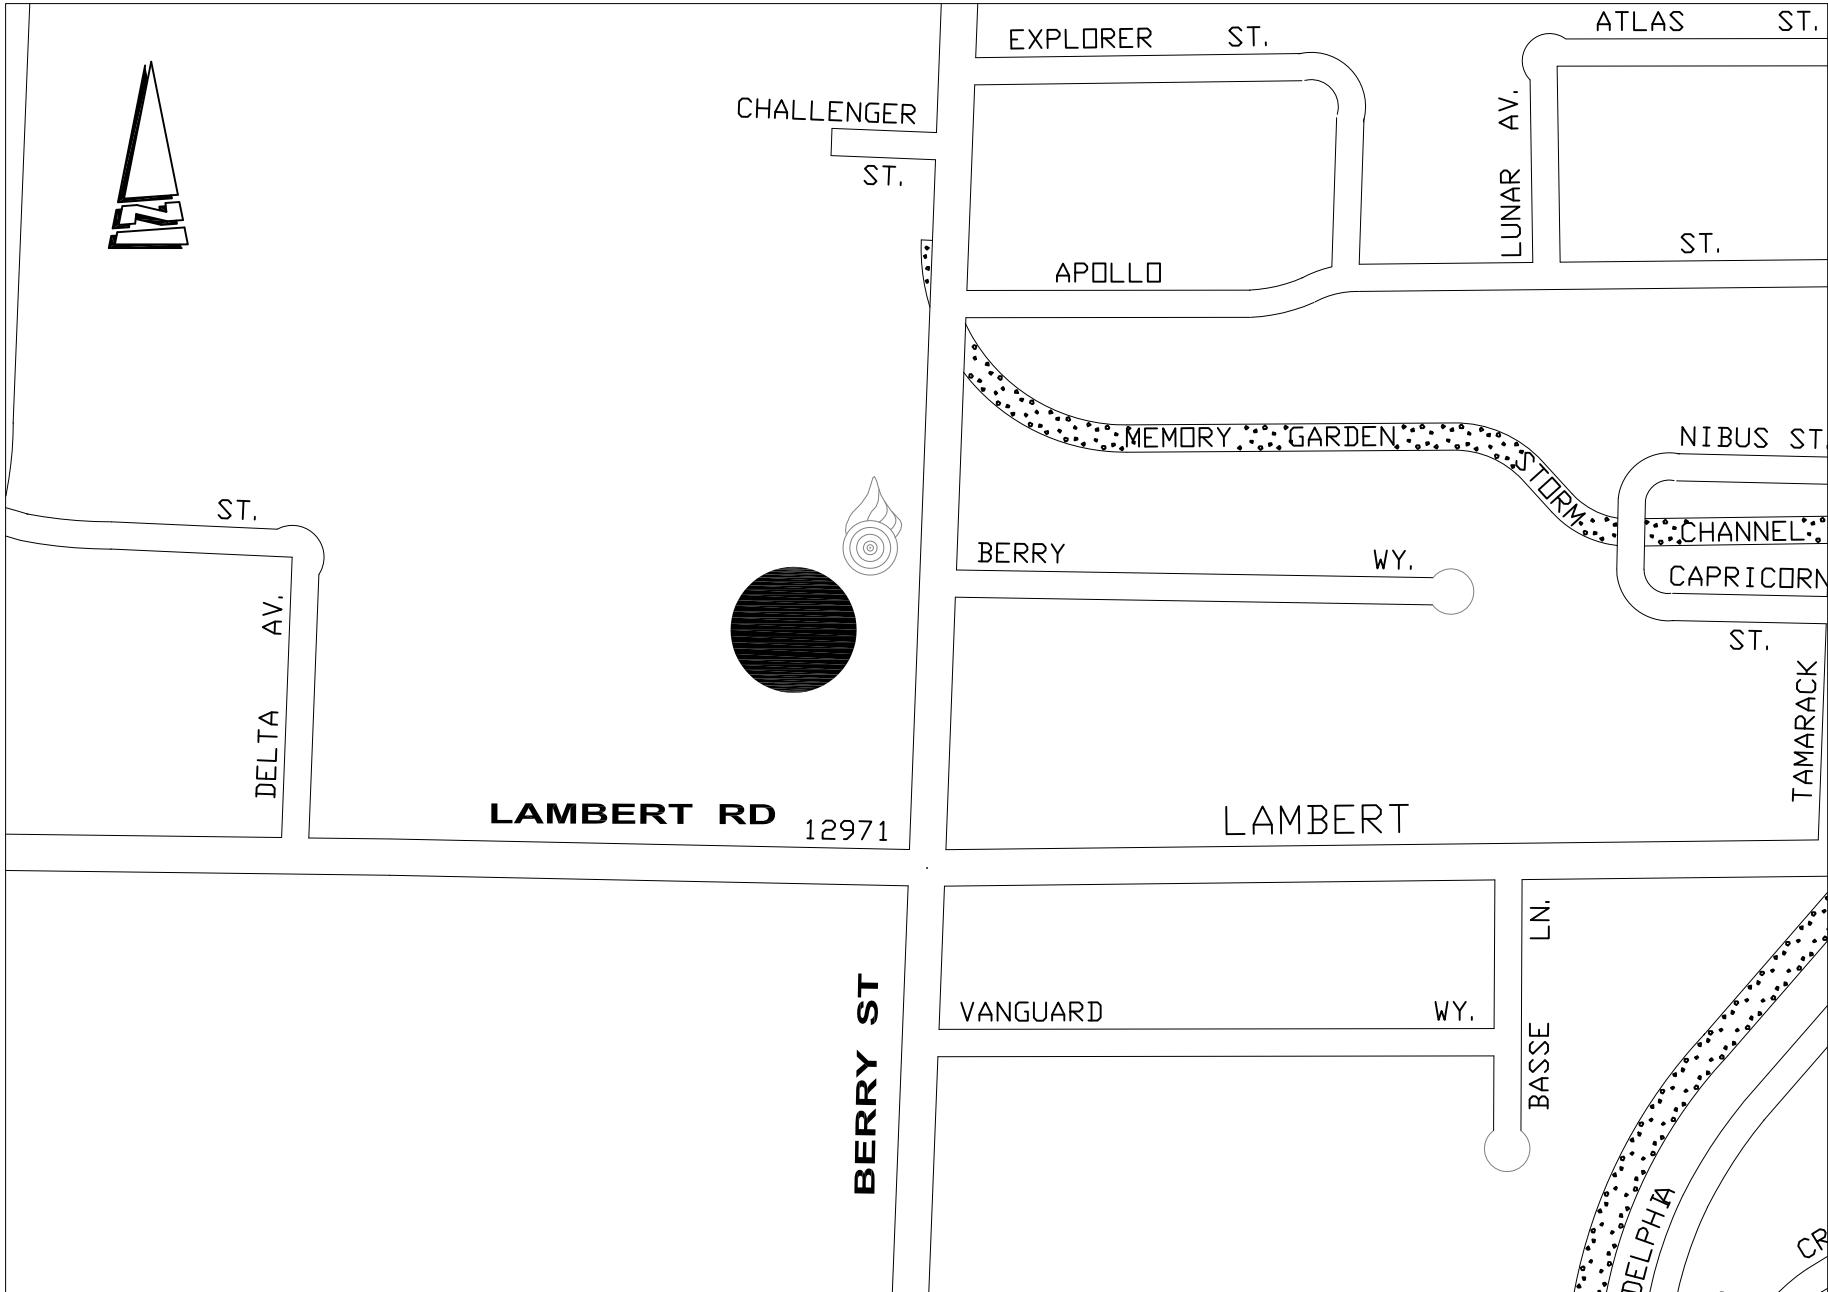 ATLAS ST.
EXPLORER ST.
CHALLENGER
ST.
LUNAR AV.
N
APOLLO ST.
MEMORY GARDEN STORM CHANNEL
NIBUS ST.
ST.
BERRY WY.
CAPRICORN
ST.
DELTA AV.
TAMARACK
LAMBERT RD
12971
LAMBERT
BASSE LN.
BERRY ST
VANGUARD WY.
DELPHIA
CR